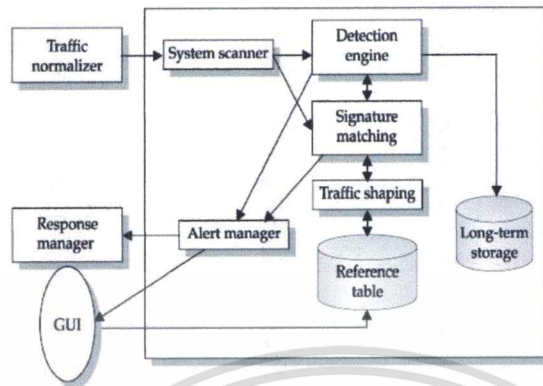 Traffic
normalizer
System scanner
Detection
engine
Signature
matching
Traffic shaping
Response
manager
Alert manager
Reference
table
Long-term
storage
GUI